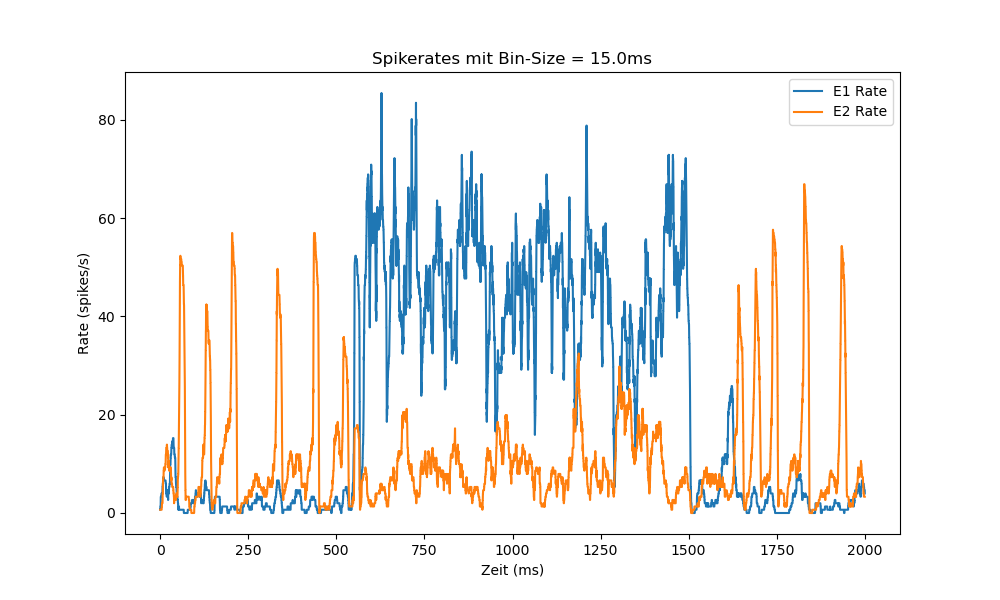 Spikerates mit Bin-Size = 15.0ms
E1 Rate
E2 Rate
Rate (spikes/s)
80
60
40
20
0
0 250 500 750 1000 1250 1500 1750 2000
Zeit (ms)